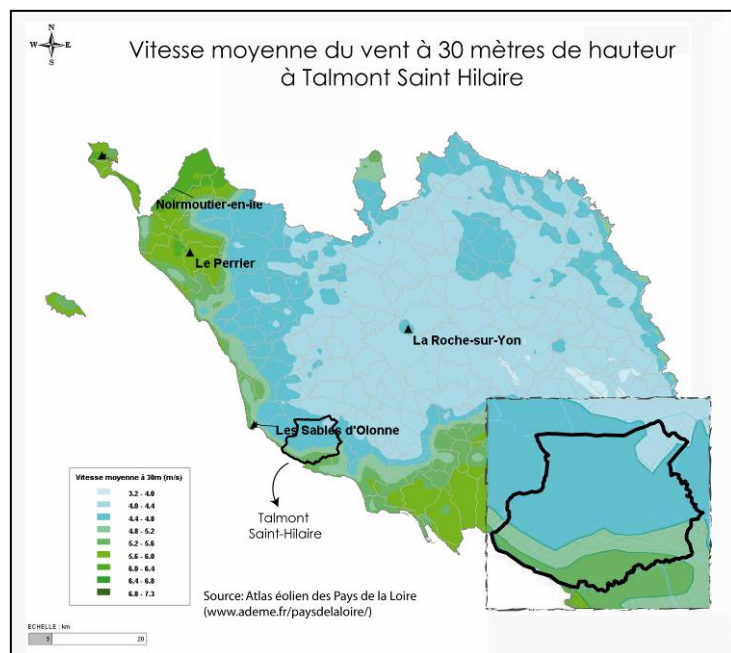 N
W E
S
Vitesse moyenne du vent à 30 mètres de hauteur
à Talmont Saint Hilaire
Noirmoutier-en-île
Le Perrier
La Roche-sur-Yon
Les Sables d'Olonne
Vitesse moyenne à 30m (m/s)
3.2 - 4.0
4.0 - 4.4
4.4 - 4.8
4.8 - 5.2
5.2 - 5.6
5.6 - 6.0
6.0 - 6.4
6.4 - 6.8
6.8 - 7.3
Talmont
Saint-Hilaire
Source: Atlas éolien des Pays de la Loire
(www.ademe.fr/paysdelaloire/)
ECHELLE : km
5 20